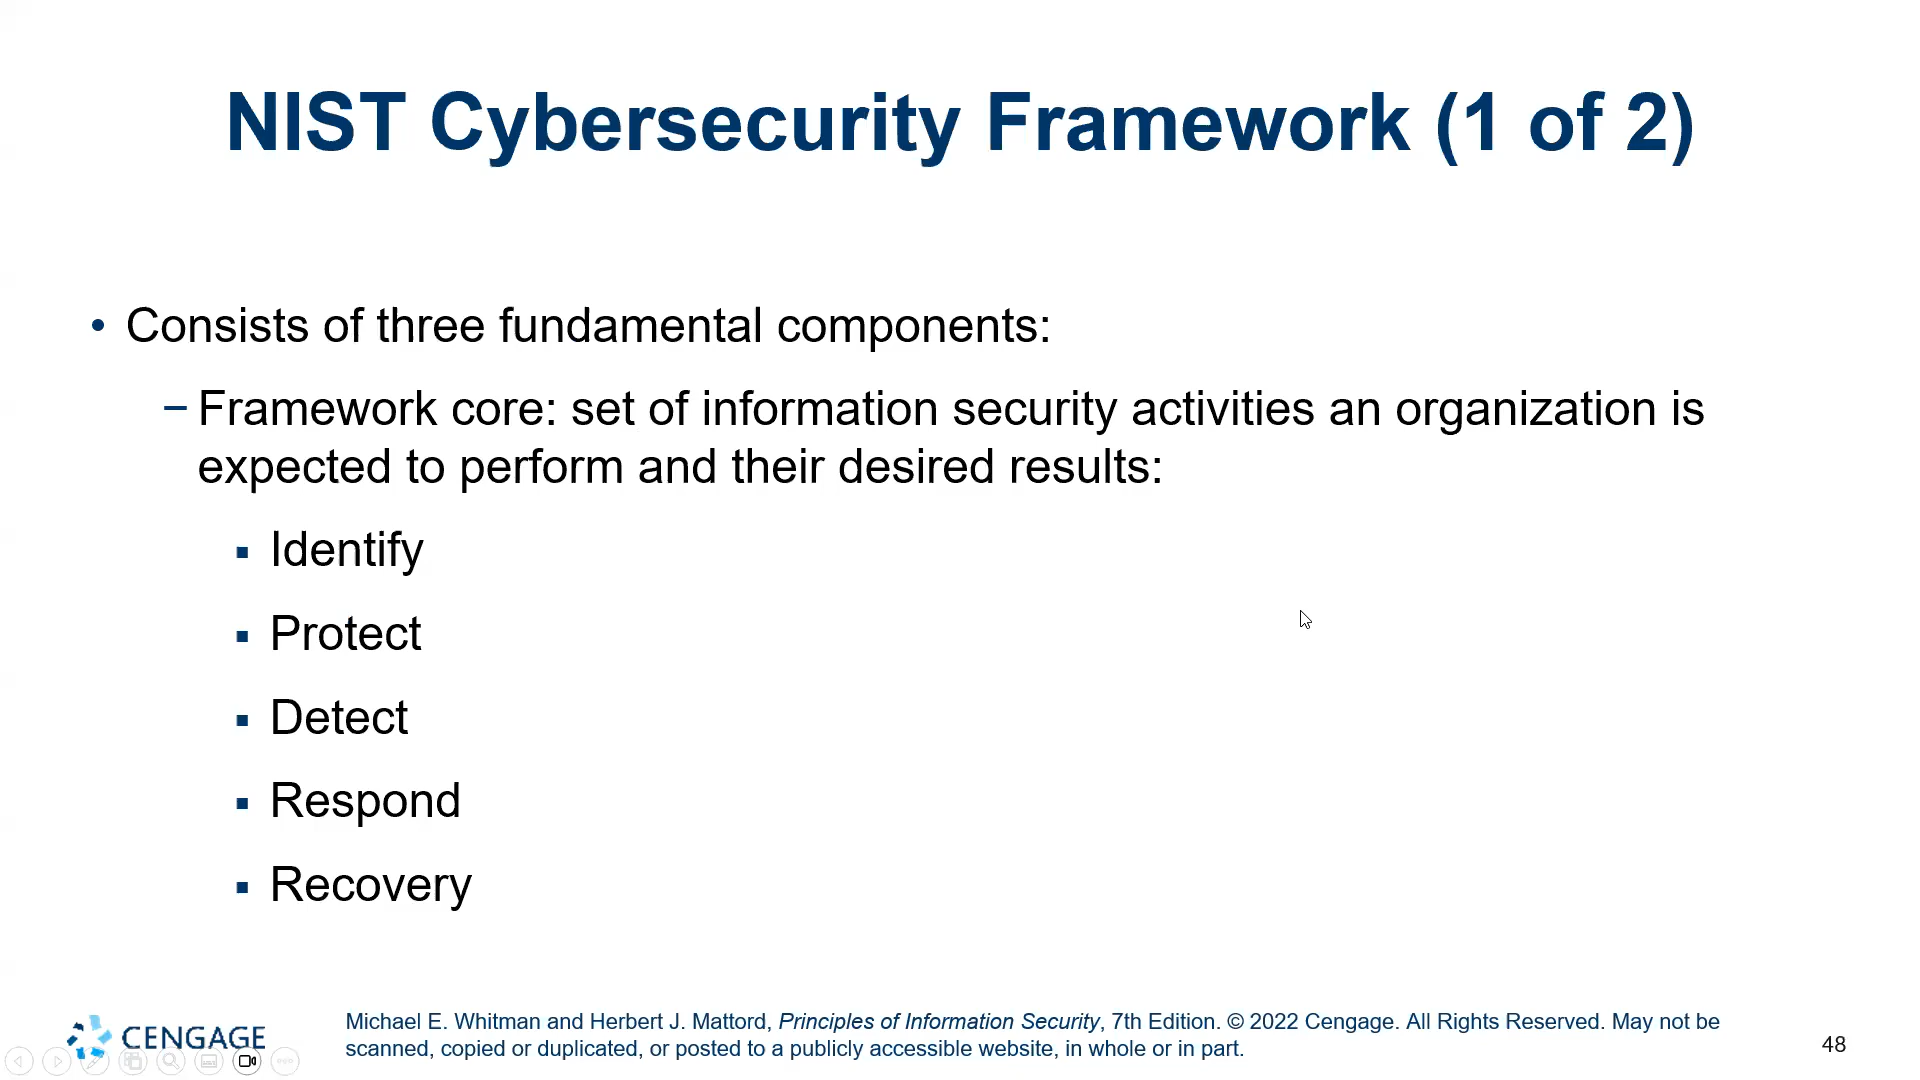 NIST Cybersecurity Framework (1 of 2)
• Consists of three fundamental components:
– Framework core: set of information security activities an organization is
expected to perform and their desired results:
▪ Identify
▪ Protect
▪ Detect
▪ Respond
▪ Recovery
CENGAGE
Michael E. Whitman and Herbert J. Mattord, Principles of Information Security, 7th Edition. © 2022 Cengage. All Rights Reserved. May not be
scanned, copied or duplicated, or posted to a publicly accessible website, in whole or in part.
48